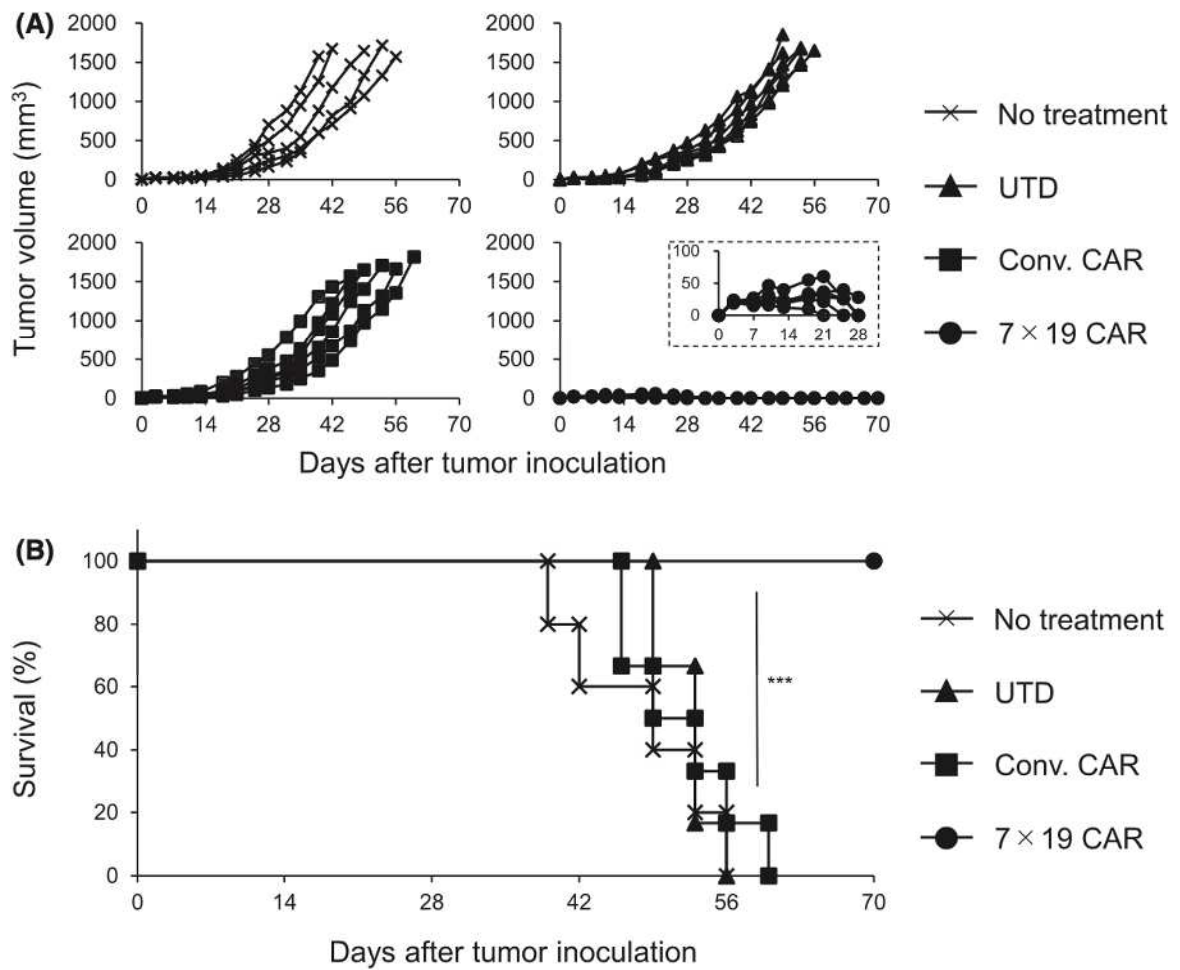 (A)
Tumor volume (mm³)
2000
1500
1000
500
0
0 14 28 42 56 70
2000
1500
1000
500
0
0 14 28 42 56 70
No treatment
UTD
Conv. CAR
7 × 19 CAR
2000
1500
1000
500
0
0 14 28 42 56 70
2000
1500
1000
500
0
0 14 28 42 56 70
100
50
0
0 7 14 21 28
Days after tumor inoculation
(B)
Survival (%)
100
80
60
40
20
0
0 14 28 42 56 70
***
Days after tumor inoculation
No treatment
UTD
Conv. CAR
7 × 19 CAR